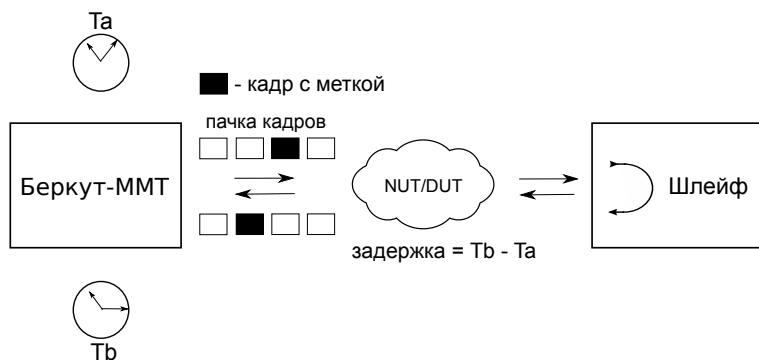 Ta
- кадр с меткой
пачка кадров
Беркут-ММТ
NUT/DUT
Шлейф
задержка = Tb - Ta
Tb